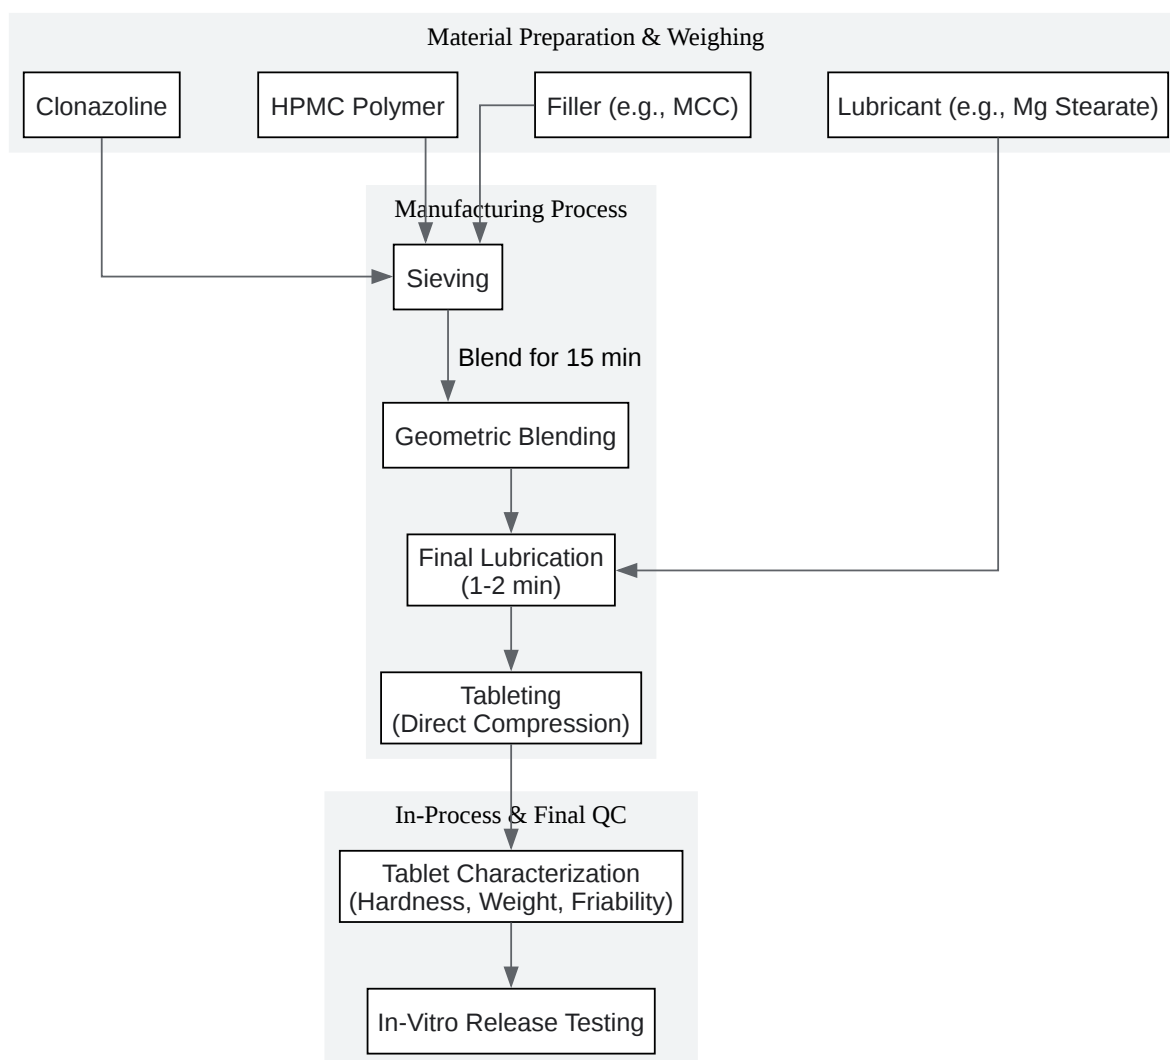 Material Preparation & Weighing
Clonazoline
HPMC Polymer
Filler (e.g., MCC)
Lubricant (e.g., Mg Stearate)
Manufacturing Process
Sieving
Blend for 15 min
Geometric Blending
Final Lubrication
(1-2 min)
Tableting
(Direct Compression)
In-Process & Final QC
Tablet Characterization
(Hardness, Weight, Friability)
In-Vitro Release Testing